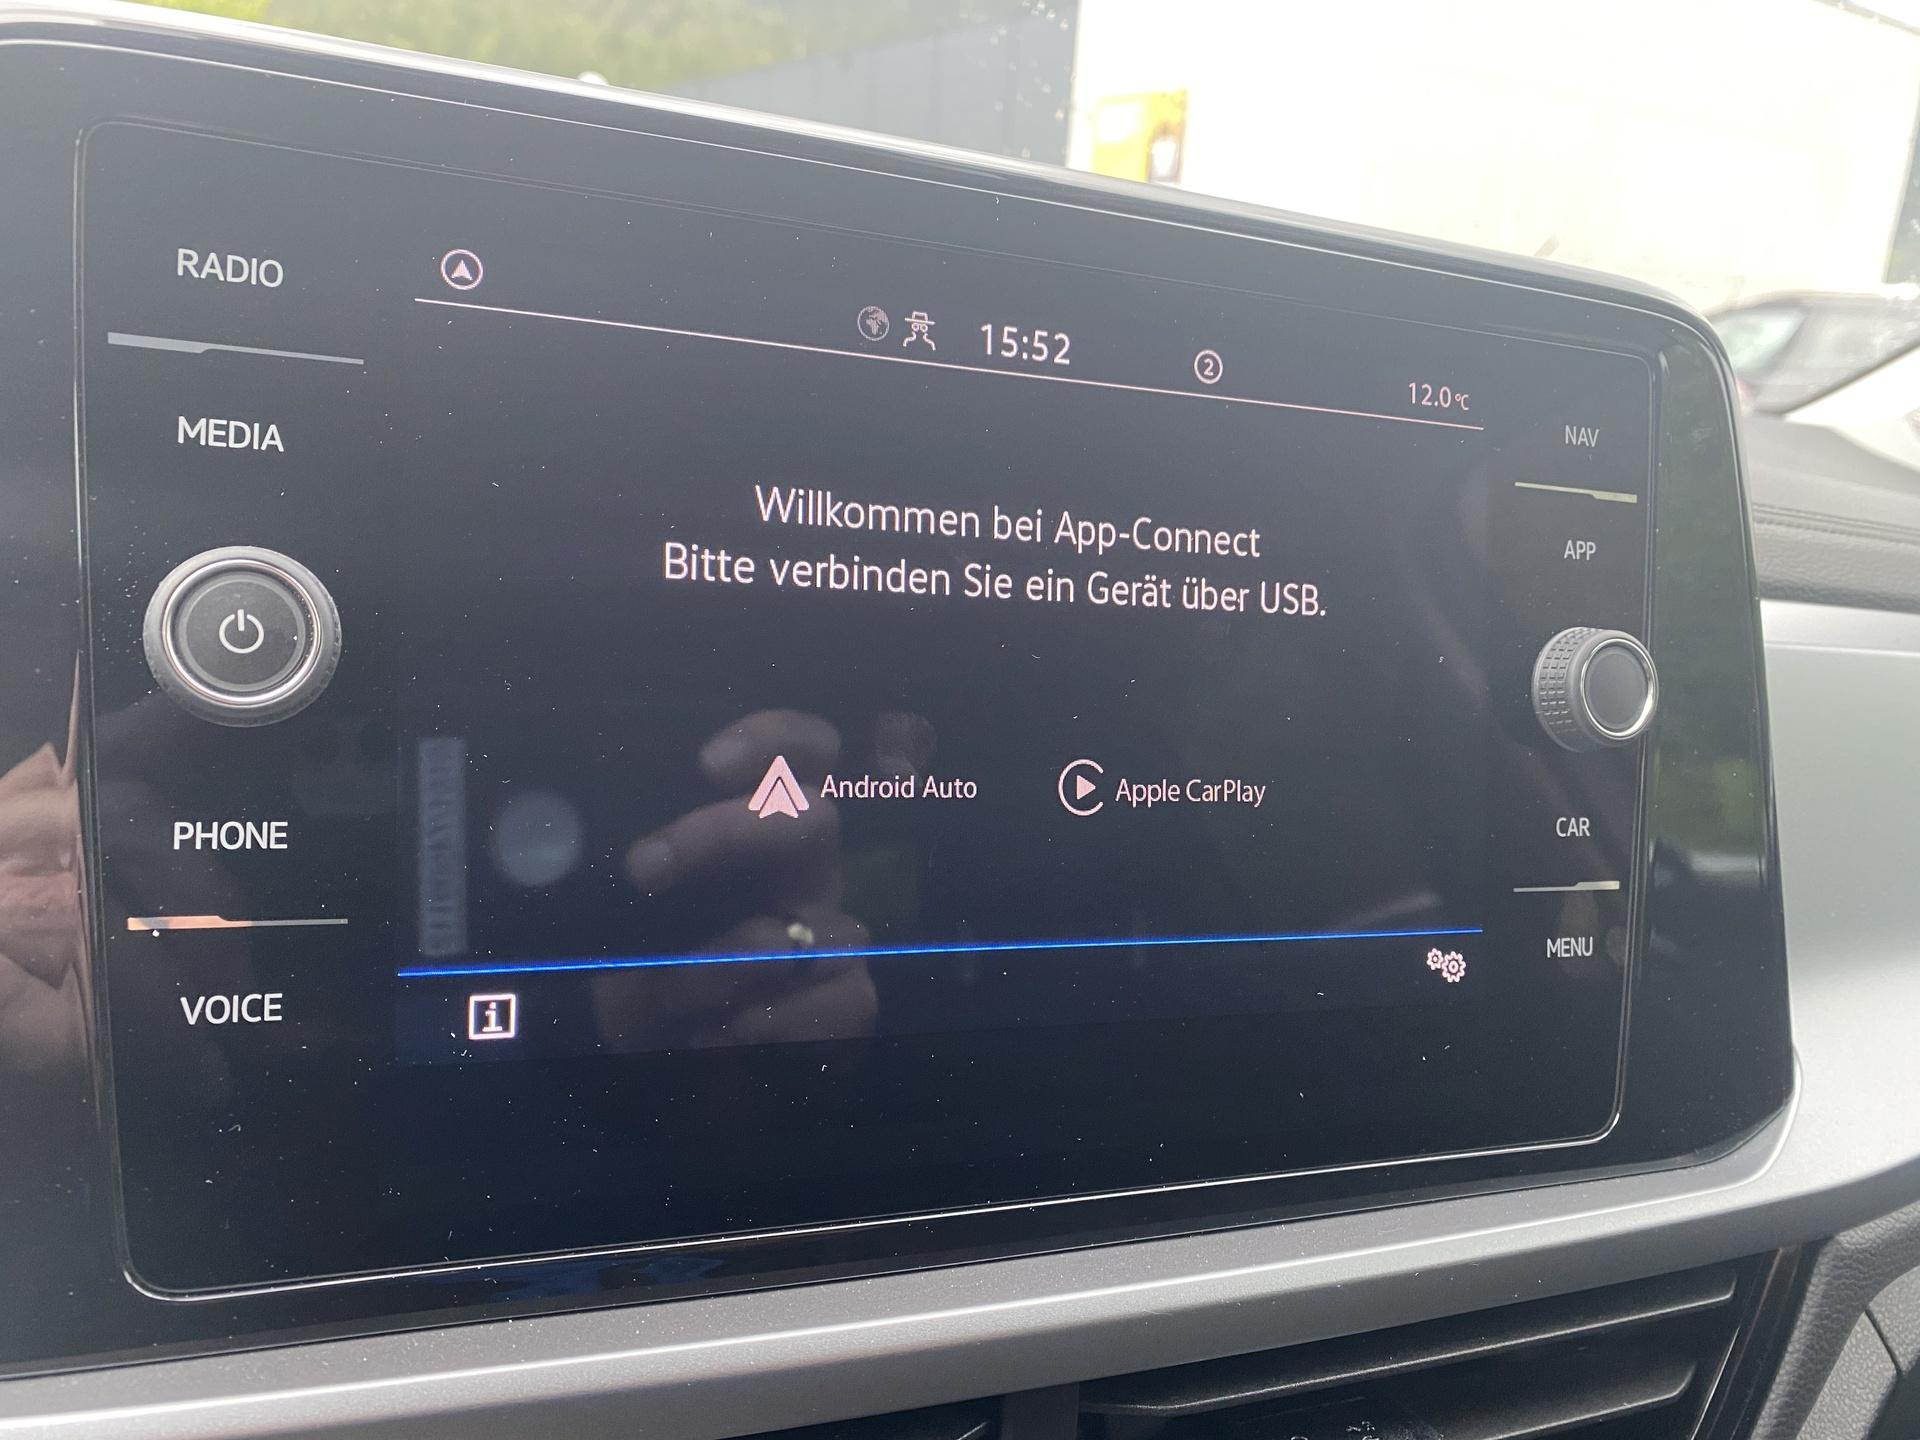 RADIO
MEDIA
PHONE
VOICE
15:52
2
12.0°C
Willkommen bei App-Connect
Bitte verbinden Sie ein Gerät über USB.
Android Auto
Apple CarPlay
i
NAV
APP
CAR
MENU